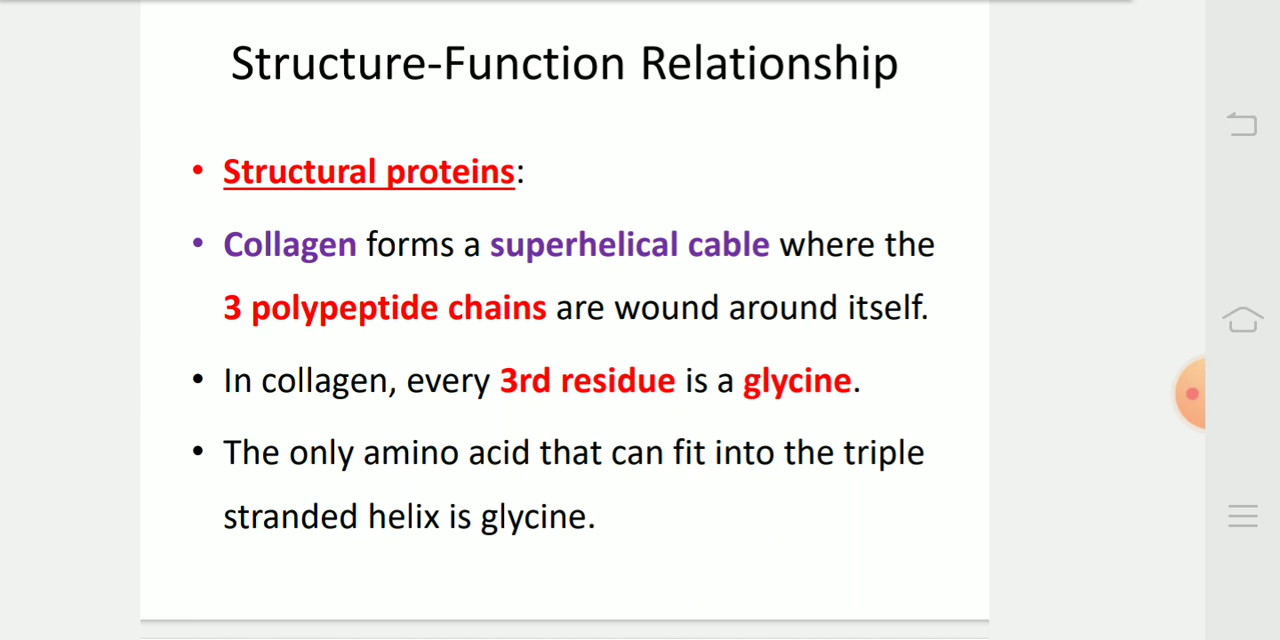 Structure-Function Relationship
• Structural proteins:
• Collagen forms a superhelical cable where the
3 polypeptide chains are wound around itself.
• In collagen, every 3rd residue is a glycine.
• The only amino acid that can fit into the triple
stranded helix is glycine.